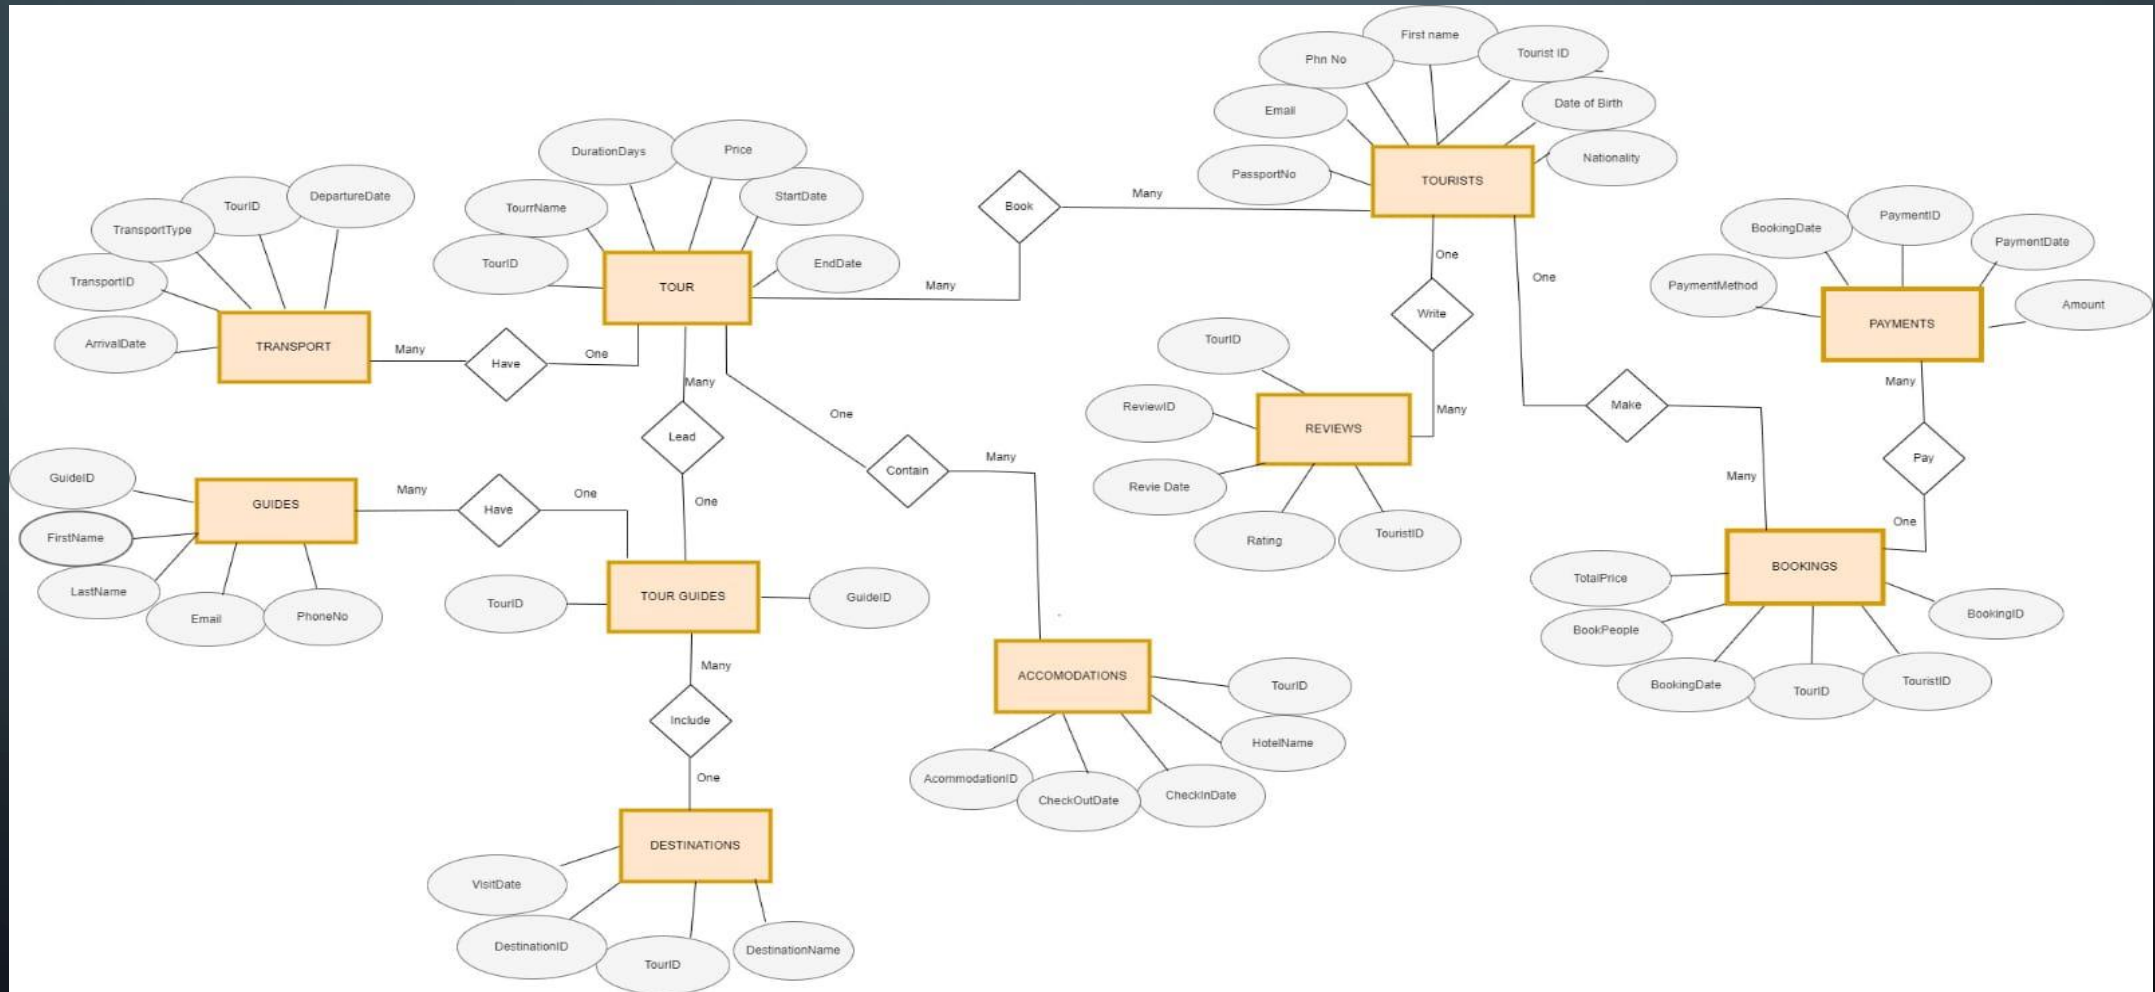 First name
Phn No
Tourist ID
Email
Date of Birth
PassportNo
Nationality
TOURISTS
DurationDays
Price
TourrName
StartDate
TourID
EndDate
TOUR
Book
Many
Many
DepartureDate
TourID
TransportType
TransportID
ArrivalDate
TRANSPORT
Many
Have
One
PaymentID
BookingDate
PaymentDate
PaymentMethod
Amount
PAYMENTS
One
Write
Many
One
Make
Many
Many
Pay
One
TourID
ReviewID
REVIEWS
Revie Date
Rating
TouristID
Many
Lead
One
One
Contain
Many
GuideID
GUIDES
FirstName
LastName
Email
PhoneNo
Many
Have
One
TourID
TOUR GUIDES
GuideID
BOOKINGS
TotalPrice
BookPeople
BookingDate
TourID
TouristID
BookingID
Many
Include
One
ACCOMODATIONS
TourID
HotelName
AcommodationID
CheckOutDate
CheckInDate
DESTINATIONS
VisitDate
DestinationID
TourID
DestinationName